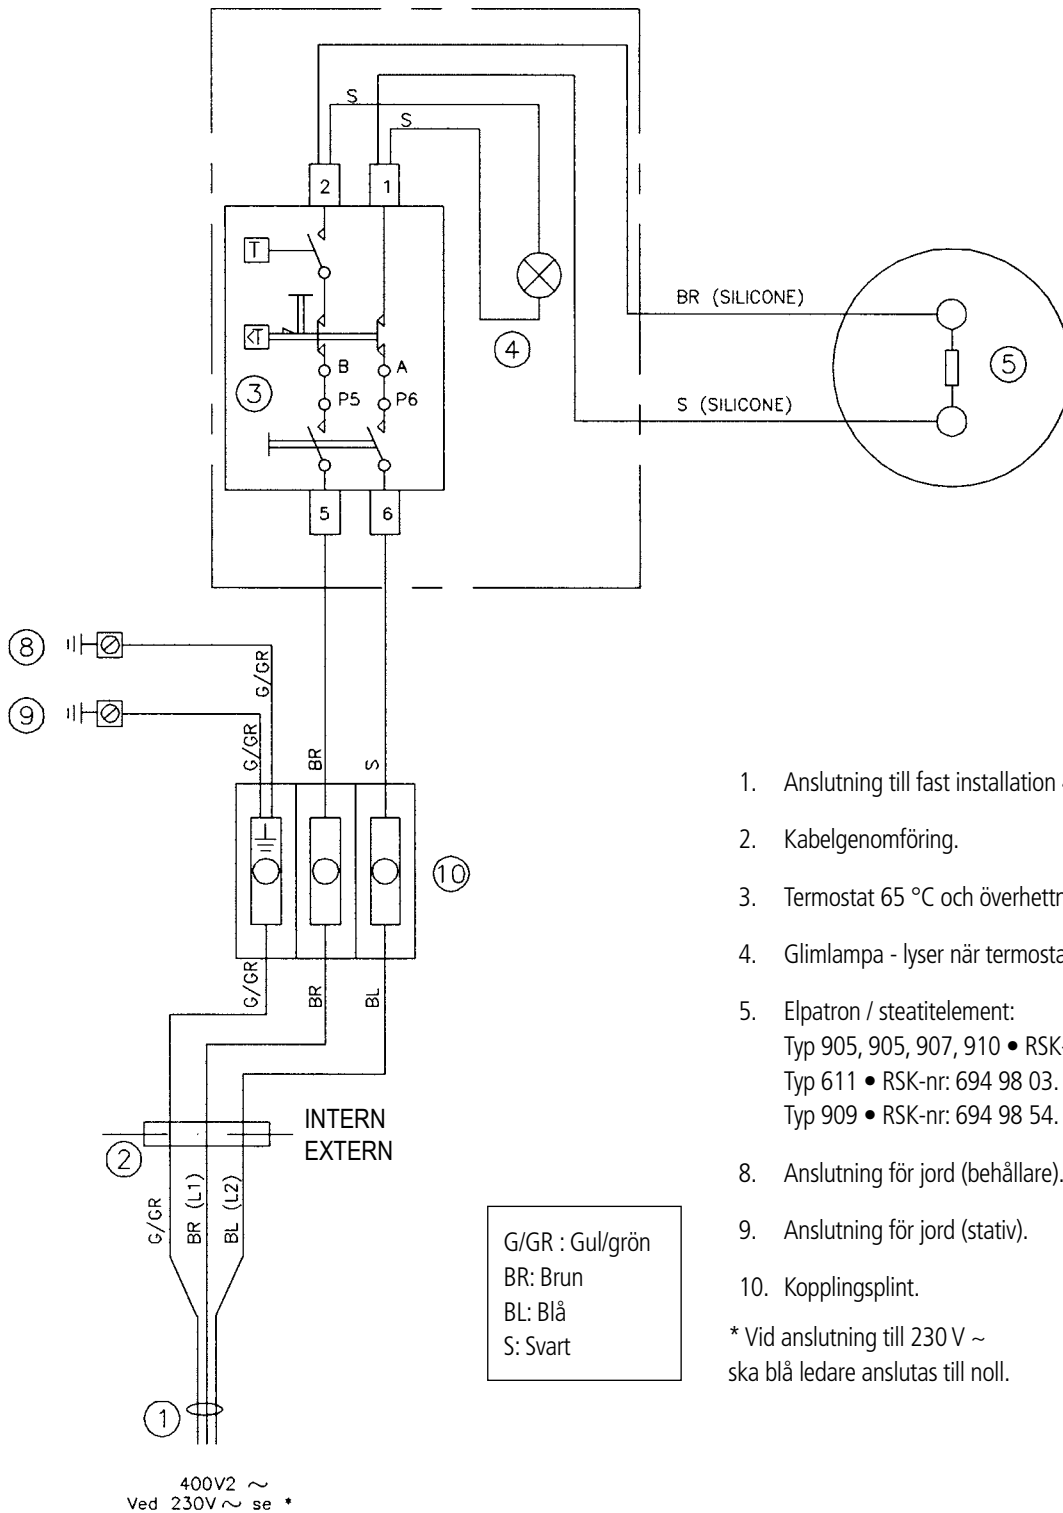 S
S
2
1
T
<T
B
A
P5
P6
3
4
5
6
BR (SILICONE)
S (SILICONE)
5
8
9
G/GR
G/GR
BR
S
10
G/GR
BR
BL
INTERN
EXTERN
2
G/GR
BR (L1)
BL (L2)
1
400V2 ~
Ved 230V ~ se *
G/GR : Gul/grön
BR: Brun
BL: Blå
S: Svart
1. Anslutning till fast installation
2. Kabelgenomföring.
3. Termostat 65 °C och
4. Glimlampa - lyser när
5. Elpatron / steatitelement:
Typ 905, 905, 907, 910 •
Typ 611 • RSK-nr: 694 98 03.
Typ 909 • RSK-nr: 694 98 54.
8. Anslutning för jord (behållare).
9. Anslutning för jord (stativ).
10. Kopplingsplint.
* Vid anslutning till 230 V ~
ska blå ledare anslutas till noll.